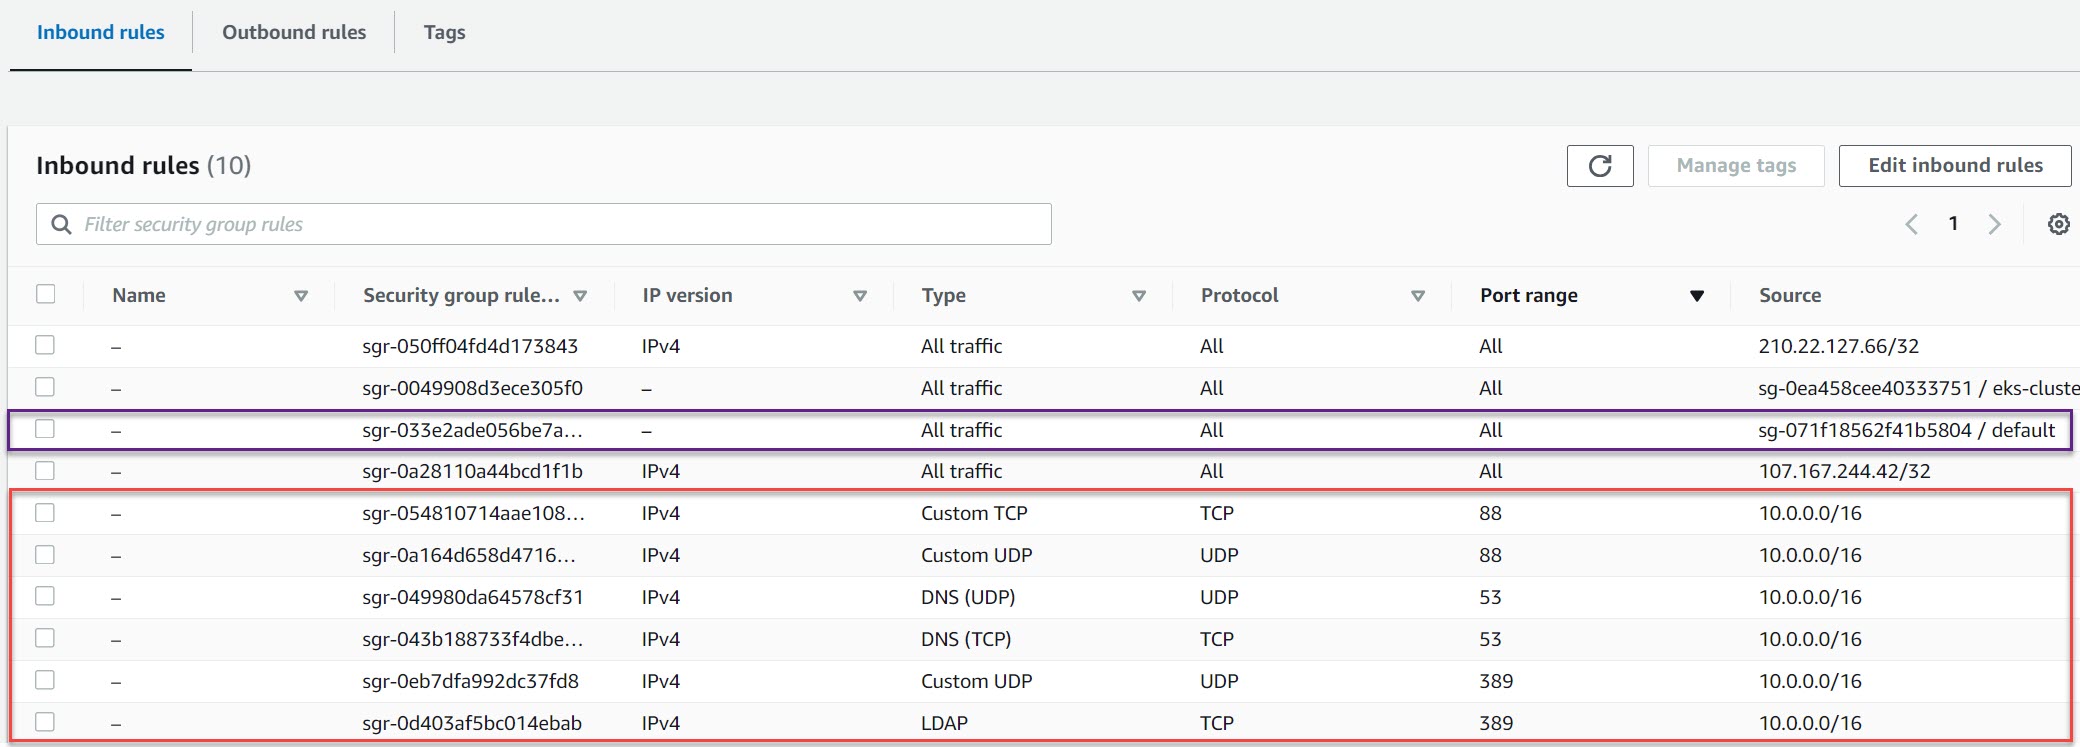 Inbound rules Outbound rules Tags
Inbound rules (10) Manage tags Edit inbound rules
Filter security group rules 1
Name Security group rule... IP version Type Protocol Port range Source
– sgr-050ff04fd4d173843 IPv4 All traffic All All 210.22.127.66/32
– sgr-0049908d3ece305f0 – All traffic All All sg-0ea458cee40333751 / eks-cluste
– sgr-033e2ade056be7a... – All traffic All All sg-071f18562f41b5804 / default
– sgr-0a28110a44bcd1f1b IPv4 All traffic All All 107.167.244.42/32
– sgr-054810714aae108... IPv4 Custom TCP TCP 88 10.0.0.0/16
– sgr-0a164d658d4716... IPv4 Custom UDP UDP 88 10.0.0.0/16
– sgr-049980da64578cf31 IPv4 DNS (UDP) UDP 53 10.0.0.0/16
– sgr-043b188733f4dbe... IPv4 DNS (TCP) TCP 53 10.0.0.0/16
– sgr-0eb7dfa992dc37fd8 IPv4 Custom UDP UDP 389 10.0.0.0/16
– sgr-0d403af5bc014ebab IPv4 LDAP TCP 389 10.0.0.0/16